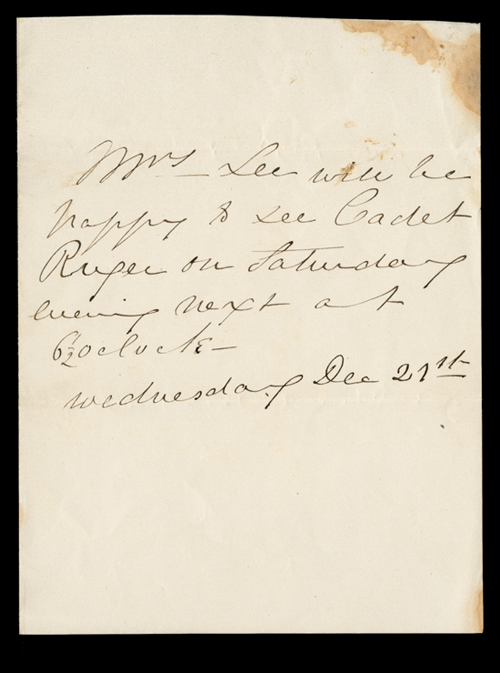 Mrs Lee will be
happy to see Cadet
Ruger on Saturday
evening next at
6½ oclock—
Wednesday Dec 21st